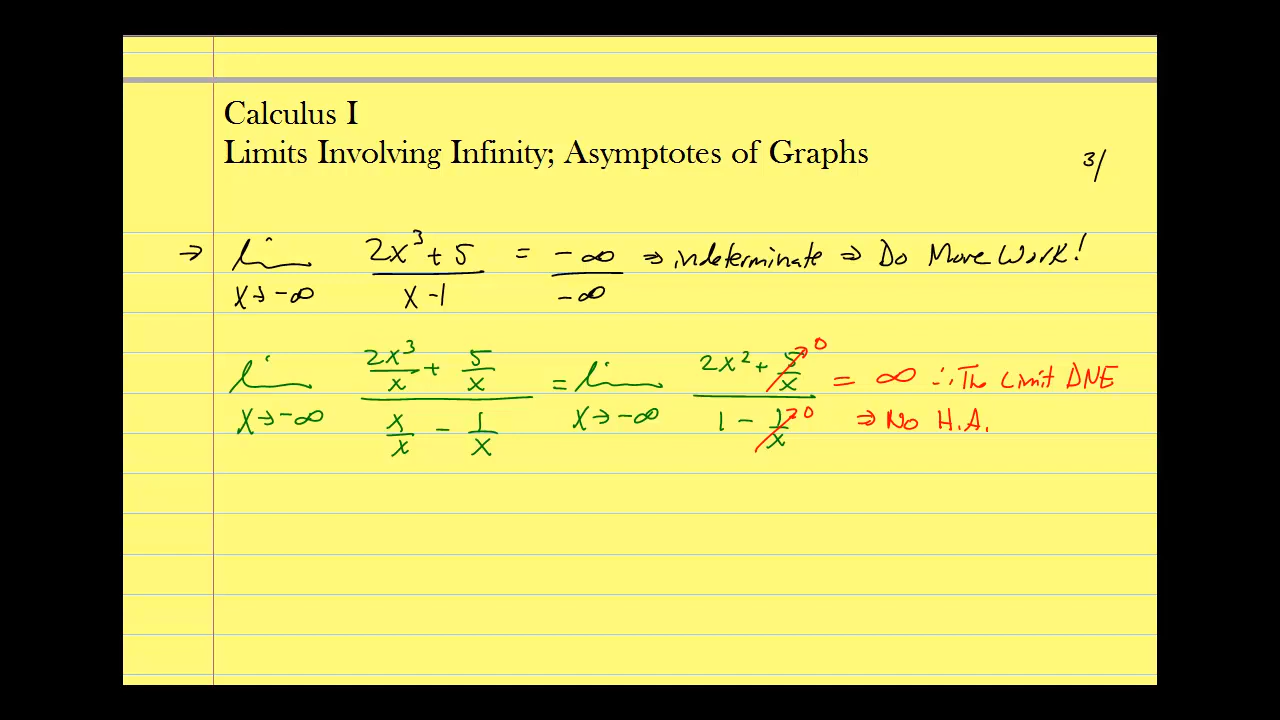 Calculus I
Limits Involving Infinity; Asymptotes of Graphs
3/
→ lim x→-∞ (2x³ + 5)/(x - 1) = -∞/-∞ ⇒ indeterminate ⇒ Do More Work!
lim x→-∞ (2x³/x + 5/x)/(x/x - 1/x) = lim x→-∞ (2x² + 5/x → 0)/(1 - 1/x → 0) = ∞ ∴ The Limit DNE
⇒ No H.A.